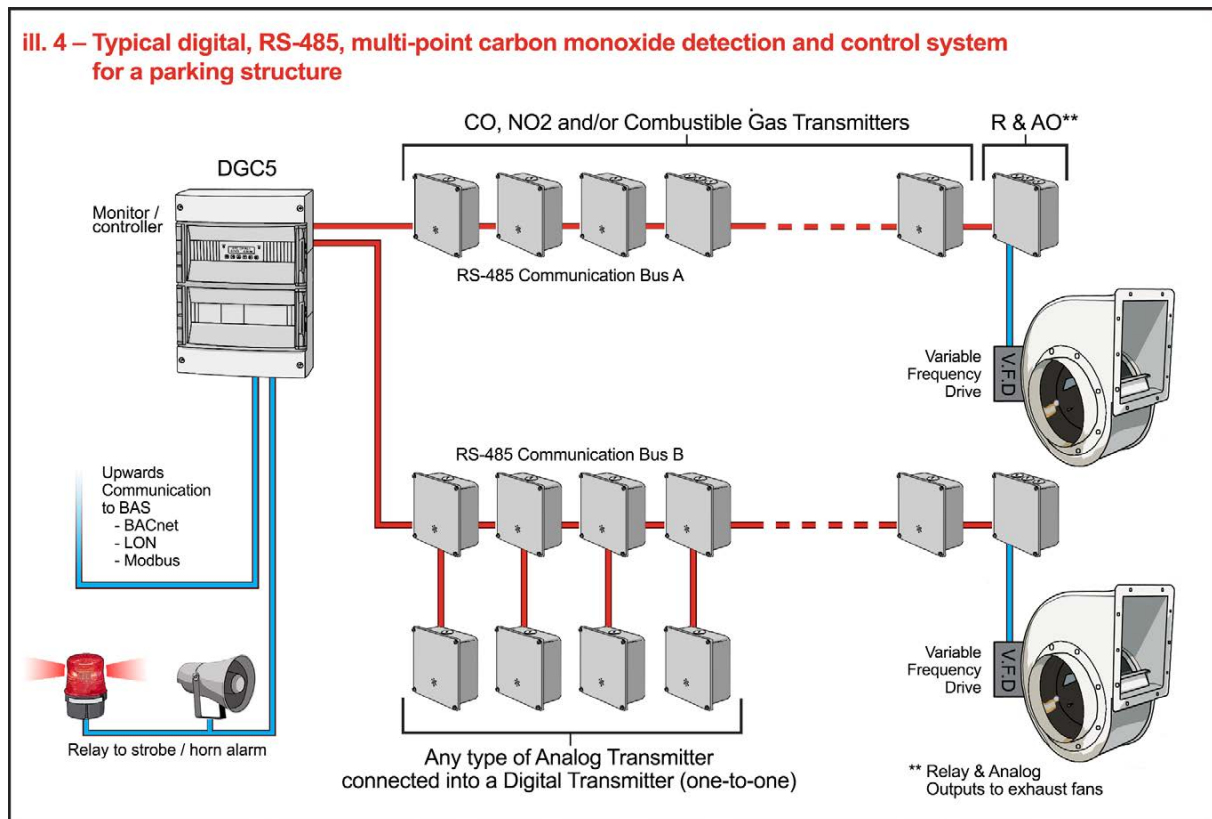 ill. 4 – Typical digital, RS-485, multi-point carbon monoxide detection and control system
for a parking structure
CO, NO2 and/or Combustible Gas Transmitters
R & AO**
DGC5
Monitor /
controller
RS-485 Communication Bus A
Variable
Frequency
Drive
V.F.D
RS-485 Communication Bus B
Upwards
Communication
to BAS
- BACnet
- LON
- Modbus
Variable
Frequency
Drive
V.F.D
Relay to strobe / horn alarm
Any type of Analog Transmitter
connected into a Digital Transmitter (one-to-one)
** Relay & Analog
Outputs to exhaust fans